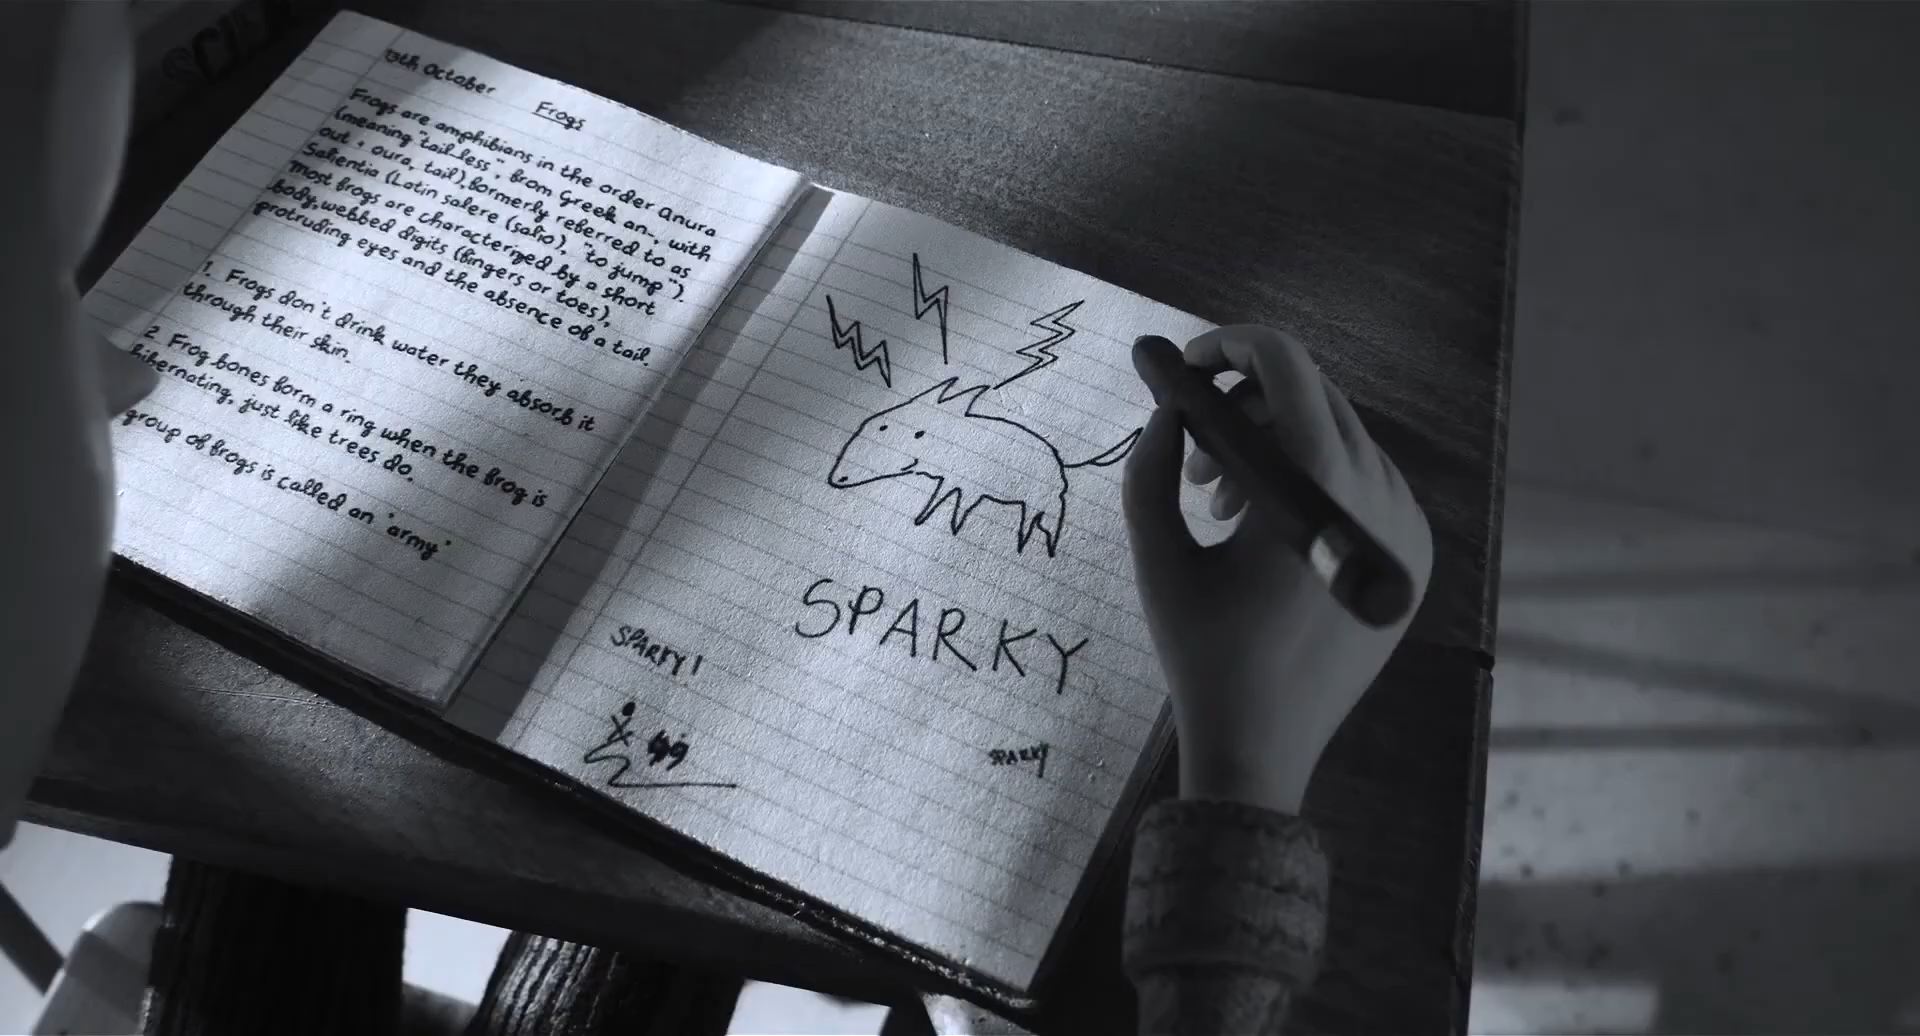 13th October Frogs
Frogs are amphibians in the order Anura
(meaning "tail-less", from Greek an-, with
out + oura, tail), formerly referred to as
Salientia (Latin salere (salio), "to jump").
most frogs are characterized by a short
body, webbed digits (fingers or toes),
protruding eyes and the absence of a tail.
1. Frogs don't drink water they absorb it
through their skin.
2. Frog bones form a ring when the frog is
hibernating, just like trees do.
group of frogs is called an "army"
SPARKY
SPARKY!
SPARKY